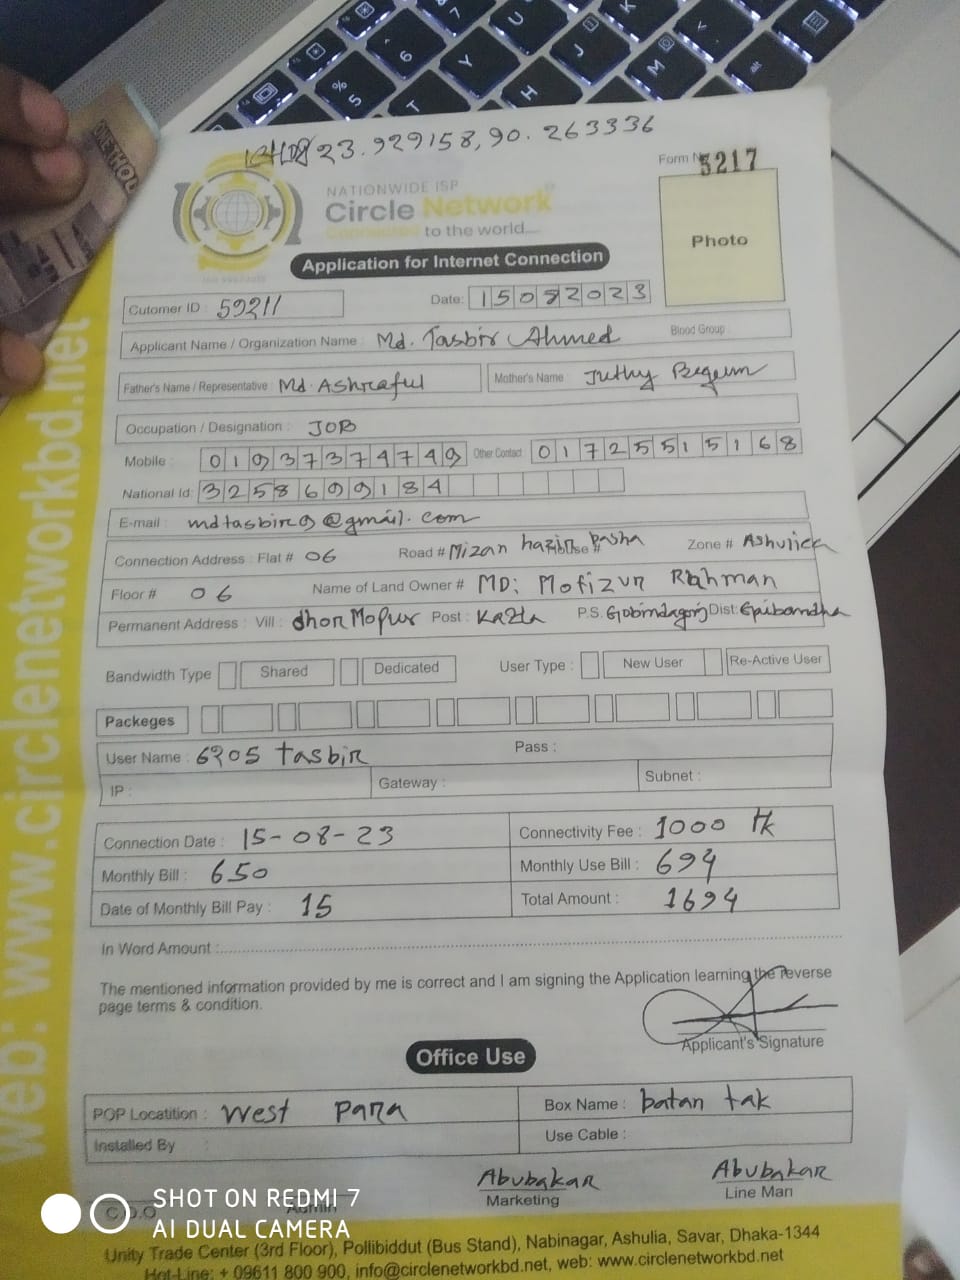 23.929158,90.263336
Form No 5217
NATIONWIDE ISP
Circle Network
Connected to the world....
Photo
Application for Internet Connection
Cutomer ID : 59211
Date: 15082023
Applicant Name / Organization Name : Md. Tasbir Ahmed Blood Group :
Father's Name / Representative : Md. Ashraful Mother's Name Juthy Begum
Occupation / Designation : JOB
Mobile : 01937374749 Other Contact 01725515168
National Id: 3258699184
E-mail : mdtasbir9@gmail.com
Connection Address : Flat # 06 Road # Mizan hazir basha Zone # Ashuliea
Floor # 06 Name of Land Owner # MD: Mofizur Rahman
Permanent Address : Vill : dhor Mopur Post : Kazla P.S. Gobindagonj Dist: Gaibandha
Bandwidth Type Shared Dedicated User Type : New User Re-Active User
Packeges
User Name : 6905 tasbir Pass :
IP : Gateway : Subnet :
Connection Date : 15-08-23 Connectivity Fee : 1000 tk
Monthly Bill : 650 Monthly Use Bill : 694
Date of Monthly Bill Pay : 15 Total Amount : 1694
In Word Amount :
The mentioned information provided by me is correct and I am signing the Application learning the reverse
page terms & condition.
Applicant's Signature
Office Use
POP Locatition : West para Box Name : batan tak
Installed By : Use Cable :
Abubakar Abubakar
Marketing Line Man
C.O.O Admin
SHOT ON REDMI 7
AI DUAL CAMERA
Unity Trade Center (3rd Floor), Pollibiddut (Bus Stand), Nabinagar, Ashulia, Savar, Dhaka-1344
Hot-Line: + 09611 800 900, info@circlenetworkbd.net, web: www.circlenetworkbd.net
web: www.circlenetworkbd.net